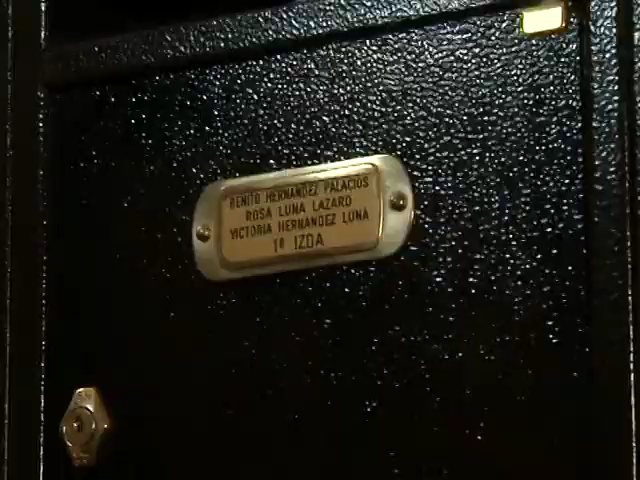 BENITO HERNANDEZ PALACIOS
ROSA LUNA LAZARO
VICTORIA HERNANDEZ LUNA
1º IZDA